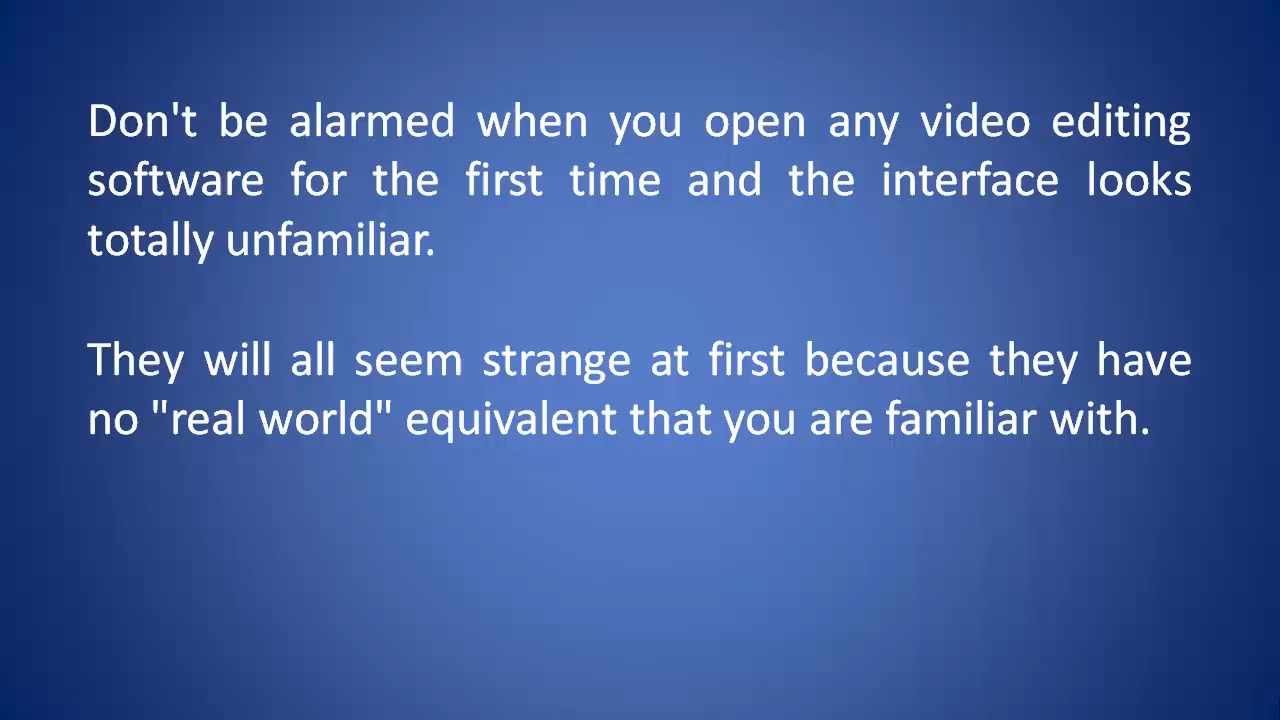 Don't be alarmed when you open any video editing
software for the first time and the interface looks
totally unfamiliar.
They will all seem strange at first because they have
no "real world" equivalent that you are familiar with.